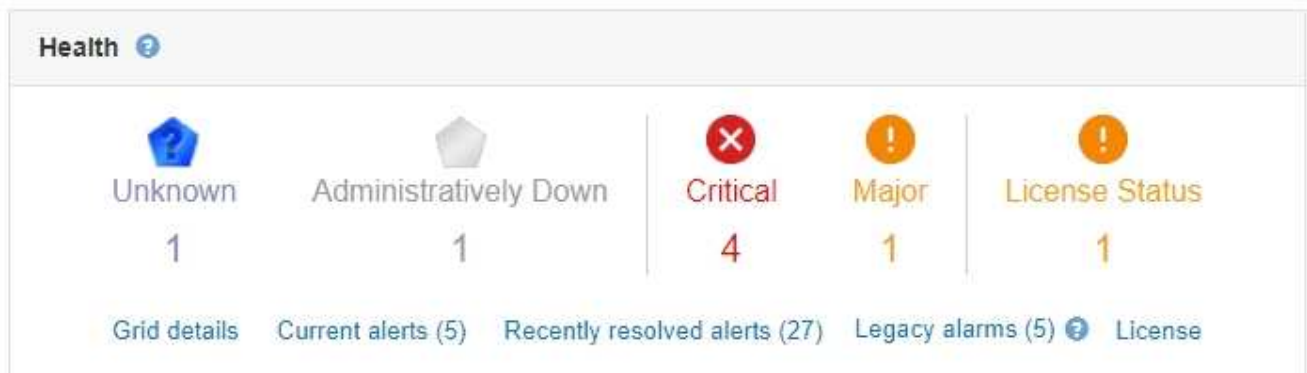 Health
Unknown Administratively Down Critical Major License Status
1 1 4 1 1
Grid details Current alerts (5) Recently resolved alerts (27) Legacy alarms (5) License